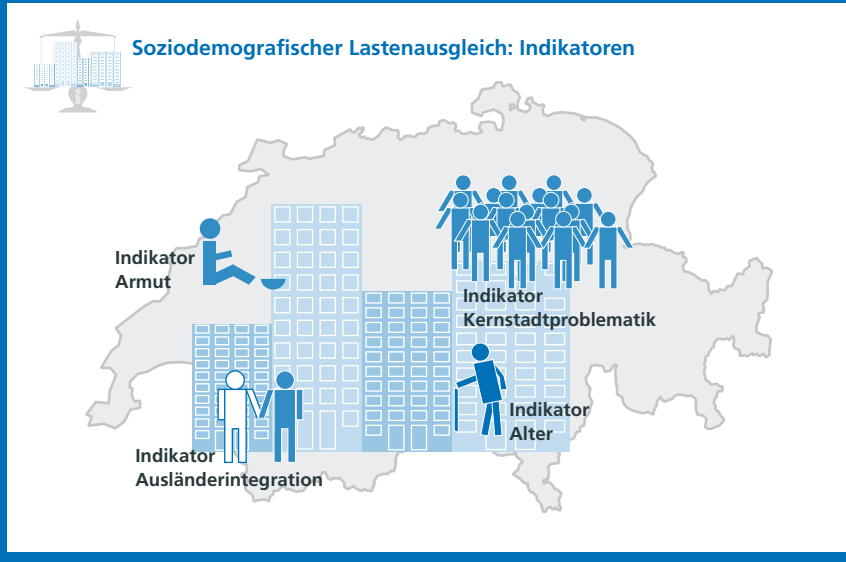 Soziodemografischer Lastenausgleich: Indikatoren
Indikator
Armut
Indikator
Kernstadtproblematik
Indikator
Alter
Indikator
Ausländerintegration